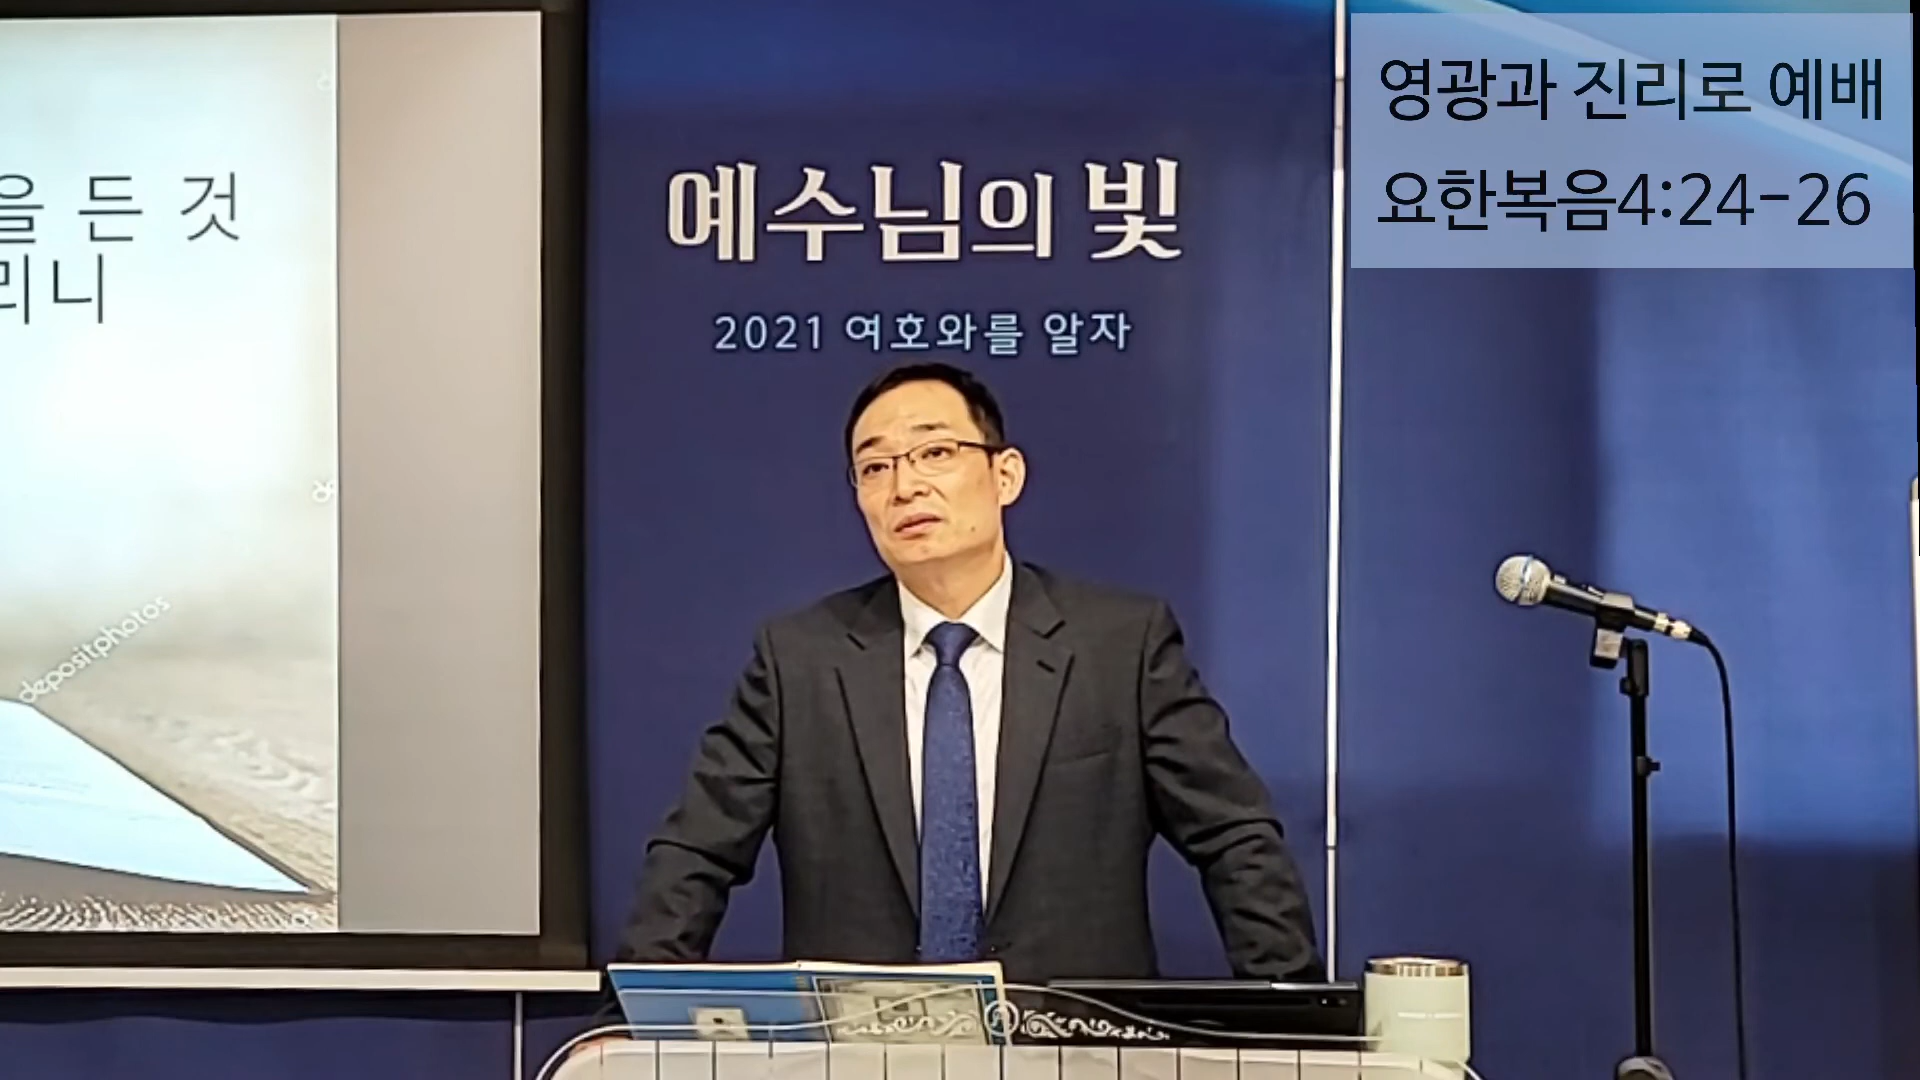 을 든 것
리니
depositphotos
예수님의 빛
2021 여호와를 알자
영광과 진리로 예배
요한복음4:24-26